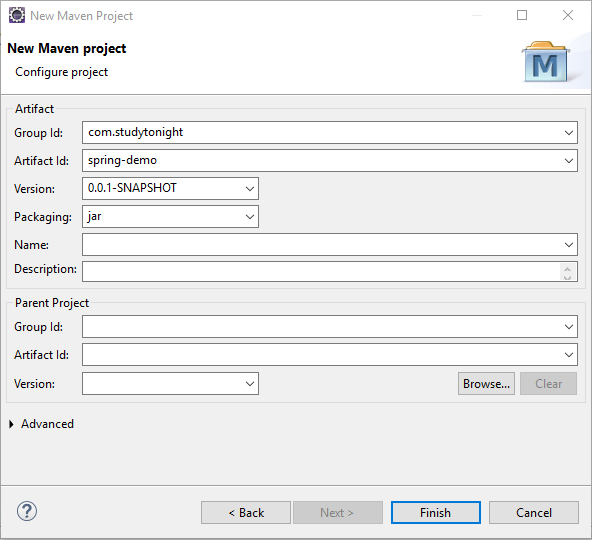 New Maven Project
New Maven project
Configure project
M
Artifact
Group Id: com.studytonight
Artifact Id: spring-demo
Version: 0.0.1-SNAPSHOT
Packaging: jar
Name:
Description:
Parent Project
Group Id:
Artifact Id:
Version: Browse... Clear
Advanced
? < Back Next > Finish Cancel